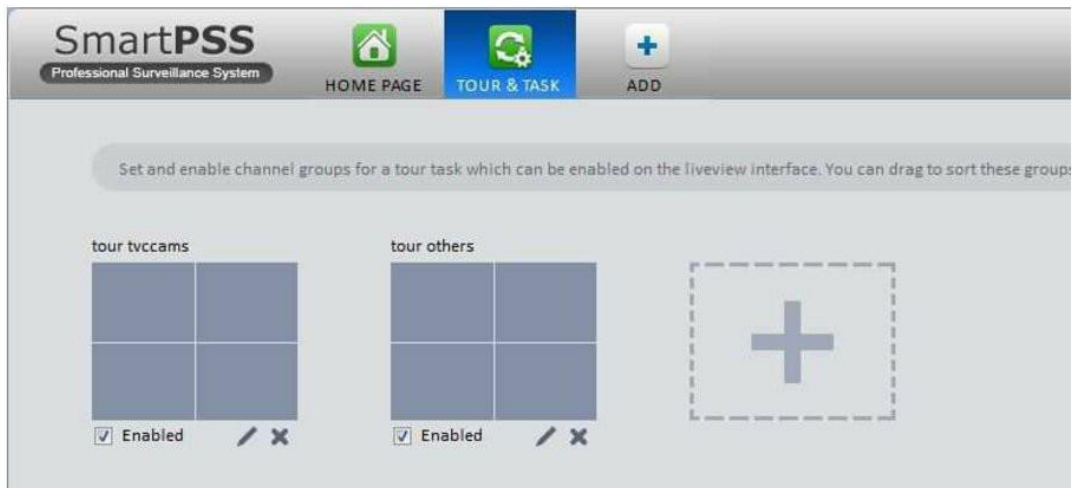 SmartPSS
Professional Surveillance System
HOME PAGE
TOUR & TASK
ADD
Set and enable channel groups for a tour task which can be enabled on the liveview interface. You can drag to sort these groups
tour tvccams
tour others
Enabled
Enabled